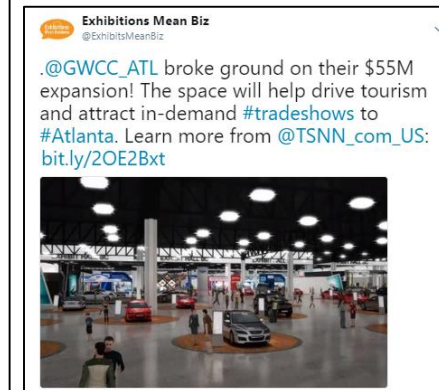 Exhibitions Mean Biz
@ExhibitsMeanBiz
.@GWCC_ATL broke ground on their $55M
expansion! The space will help drive tourism
and attract in-demand #tradeshows to
#Atlanta. Learn more from @TSNN_com_US:
bit.ly/2OE2Bxt